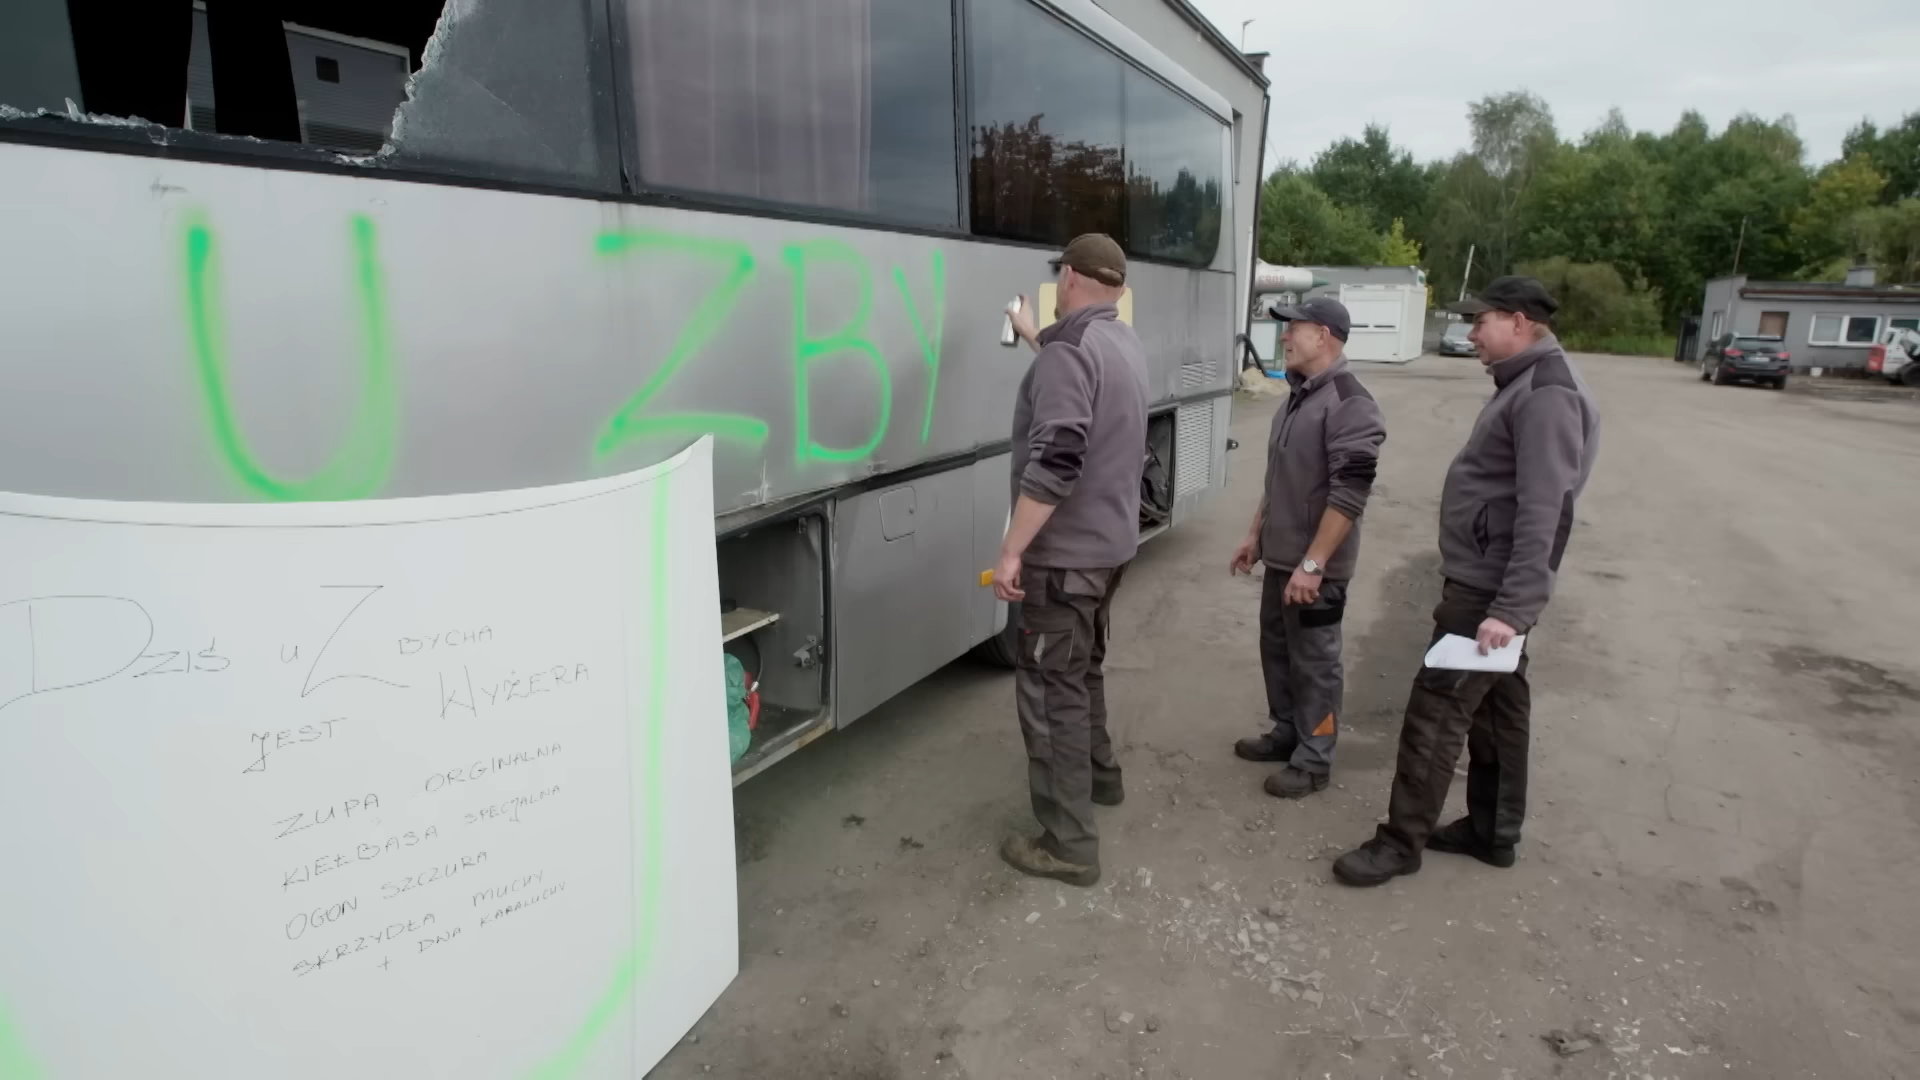 U ZBY
DZIŚ U ZBYCHA
JEST WYŻERA
ZUPA ORGINALNA
KIEŁBASA SPECJALNA
OGON SZCZURA
SKRZYDŁA MUCHY
+ DWA KARALUCHY